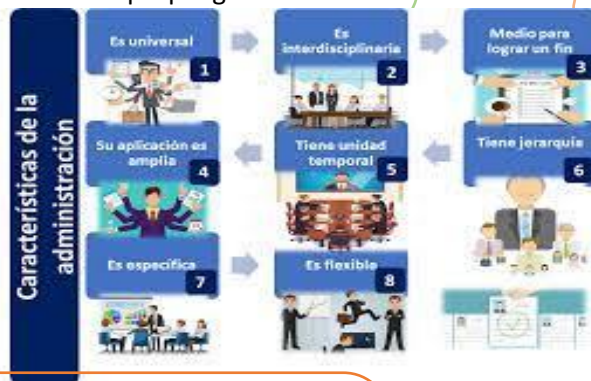 Características de la
administración
Es universal
1
Es
interdisciplinaria
2
Medio para
lograr un fin
3
Su aplicación es
amplia
4
Tiene unidad
temporal
5
Tiene jerarquía
6
Es específica
7
Es flexible
8